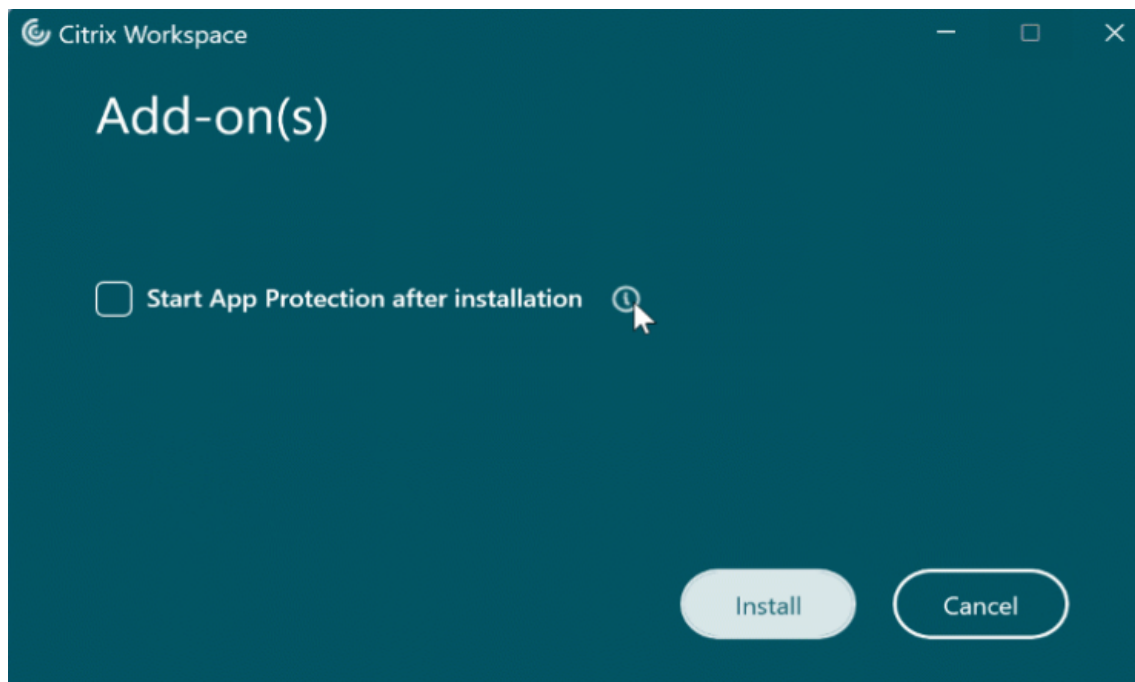 Citrix Workspace
Add-on(s)
Start App Protection after installation
Install Cancel